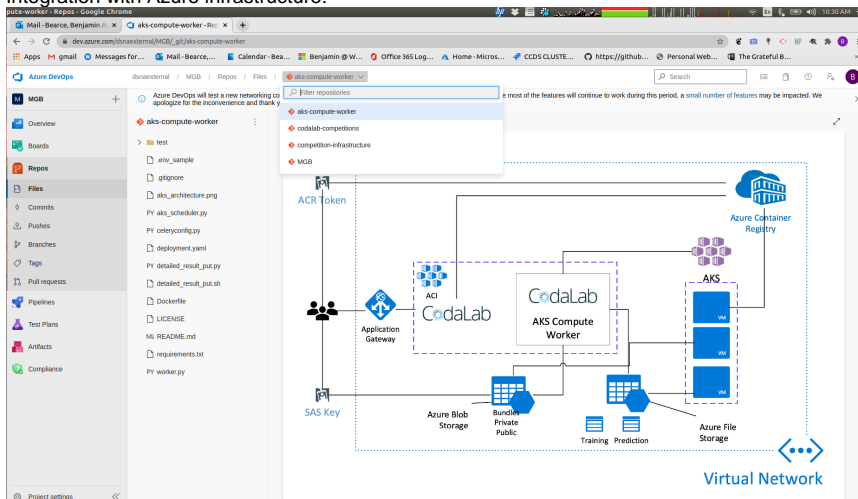 integration with Azure infrastructure.
pute-worker - Repos - Google Chrome
En
10:30 AM
Mail - Bearce, Benjamin A
aks-compute-worker - Rep
dev.azure.com/dsnaexternal/MGB/_git/aks-compute-worker
Apps
gmail
Messages for...
Mail - Bearce,...
Calendar - Bea...
Benjamin @ W...
Office 365 Log...
Home - Micros...
CCDS CLUSTE...
https://github...
Personal Web...
The Grateful B...
Azure DevOps
dsnaexternal / MGB / Repos / Files / aks-compute-worker
Search
B
M MGB
Azure DevOps will test a new networking co
e most of the features will continue to work during this period, a small number of features may be impacted. We
apologize for the inconvenience and thank y
Filter repositories
aks-compute-worker
codalab-competitions
competition-infrastructure
MGB
Overview
Boards
Repos
Files
Commits
Pushes
Branches
Tags
Pull requests
Pipelines
Test Plans
Artifacts
Compliance
Project settings
aks-compute-worker
test
.env_sample
.gitignore
aks_architecture.png
PY aks_scheduler.py
PY celeryconfig.py
deployment.yaml
PY detailed_result_put.py
detailed_result_put.sh
Dockerfile
LICENSE
M↓ README.md
requirements.txt
PY worker.py
ACR Token
Azure Container
Registry
ACI
CodaLab
CodaLab
AKS Compute
Worker
AKS
VM
VM
VM
Application
Gateway
SAS Key
Azure Blob
Storage
Bundles
Private
Public
Training
Prediction
Azure File
Storage
Virtual Network